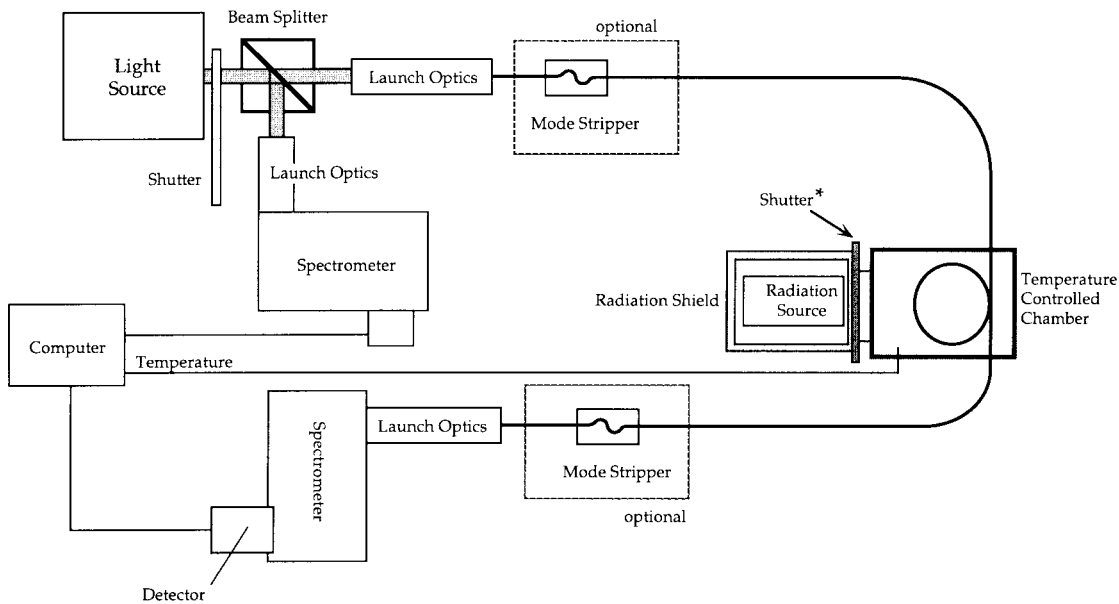 Beam Splitter
optional
Light
Source
Launch Optics
Mode Stripper
Shutter
Launch Optics
Shutter*
Spectrometer
Radiation Shield
Radiation
Source
Temperature
Controlled
Chamber
Computer
Temperature
Spectrometer
Launch Optics
Mode Stripper
optional
Detector